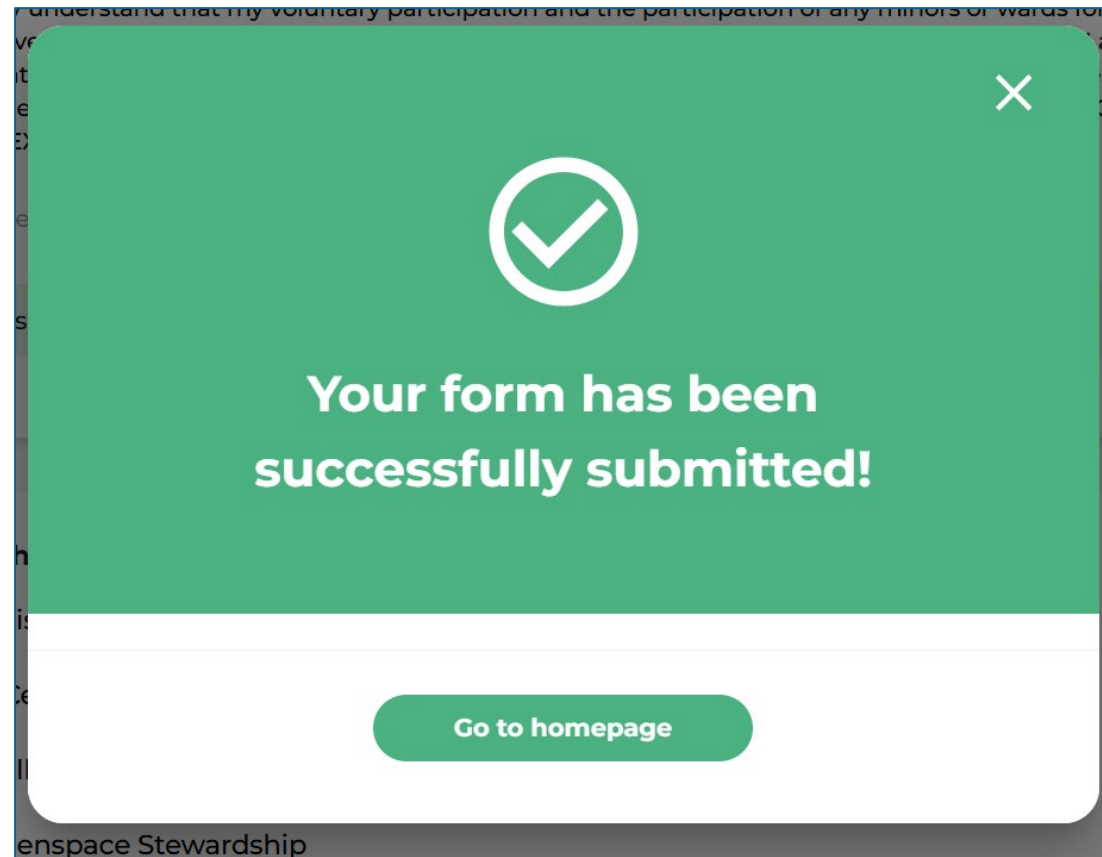 understand that my voluntary participation and the participation of any minors or wards for
Your form has been
successfully submitted!
Go to homepage
enspace Stewardship